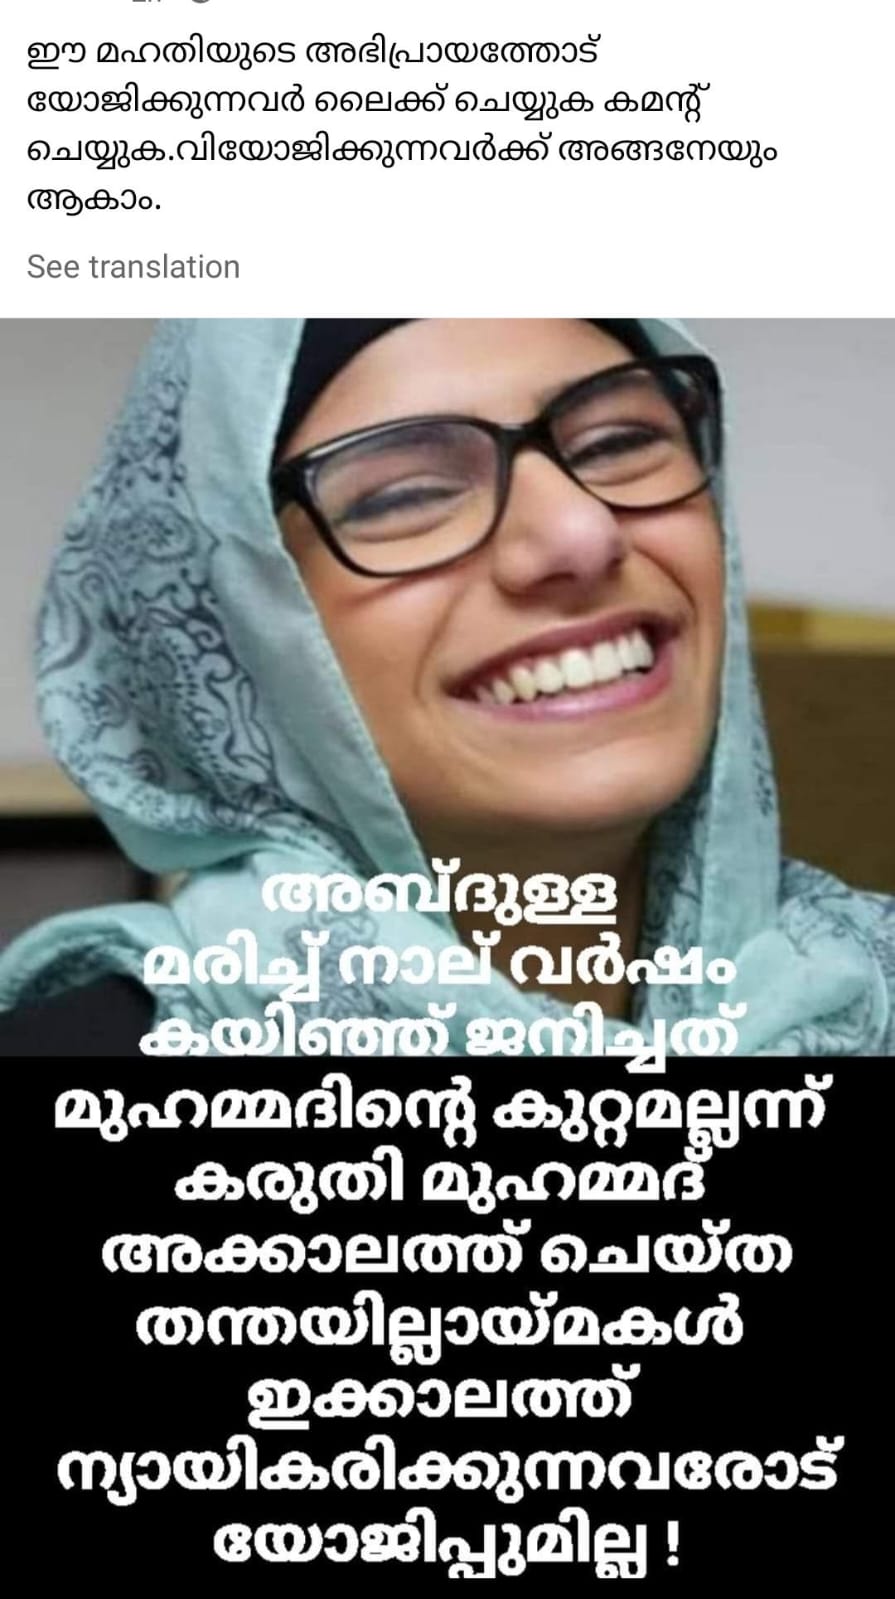 ഈ മഹതിയുടെ അഭിപ്രായത്തോട്
യോജിക്കുന്നവർ ലൈക്ക് ചെയ്യുക കമന്റ്
ചെയ്യുക.വിയോജിക്കുന്നവർക്ക് അങ്ങനേയും
ആകാം.
See translation
അബ്ദുള്ള
മരിച്ച് നാല് വർഷം
കയിഞ്ഞ് ജനിച്ചത്
മുഹമ്മദിന്റെ കുറ്റമല്ലന്ന്
കരുതി മുഹമ്മദ്
അക്കാലത്ത് ചെയ്ത
തന്തയില്ലായ്മകൾ
ഇക്കാലത്ത്
ന്യായികരിക്കുന്നവരോട്
യോജിപ്പുമില്ല !